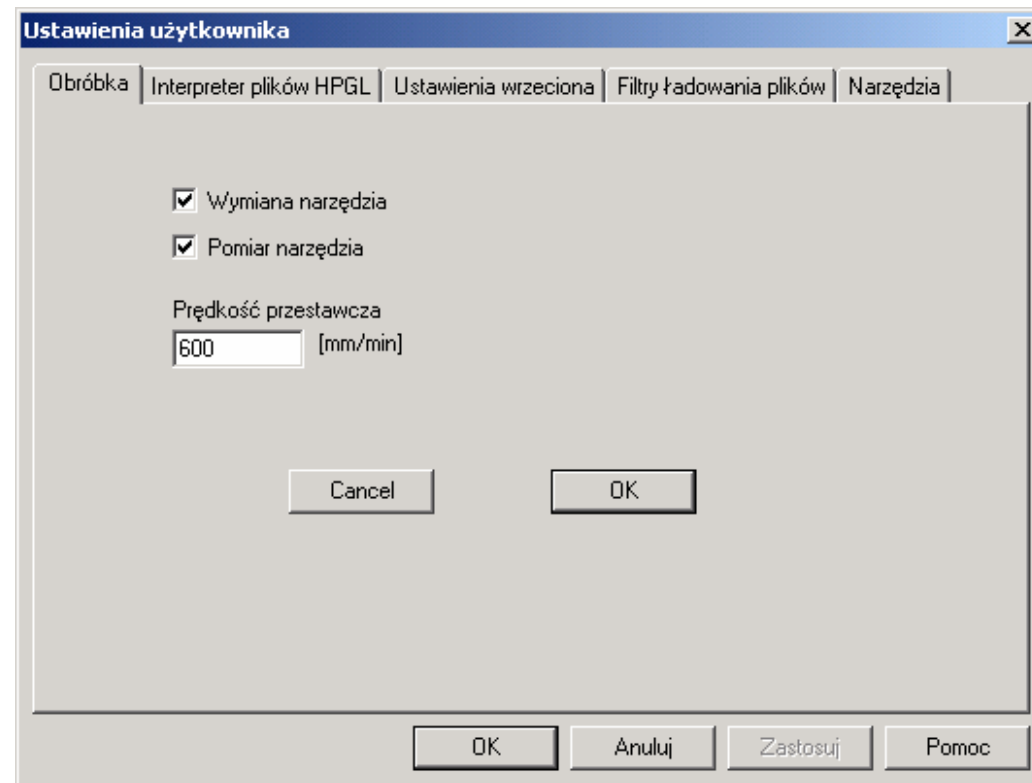 Ustawienia użytkownika
Obróbka Interpreter plików HPGL Ustawienia wrzeciona Filtry ładowania plików Narzędzia
Wymiana narzędzia
Pomiar narzędzia
Prędkość przestawcza
600 [mm/min]
Cancel OK
OK Anuluj Zastosuj Pomoc